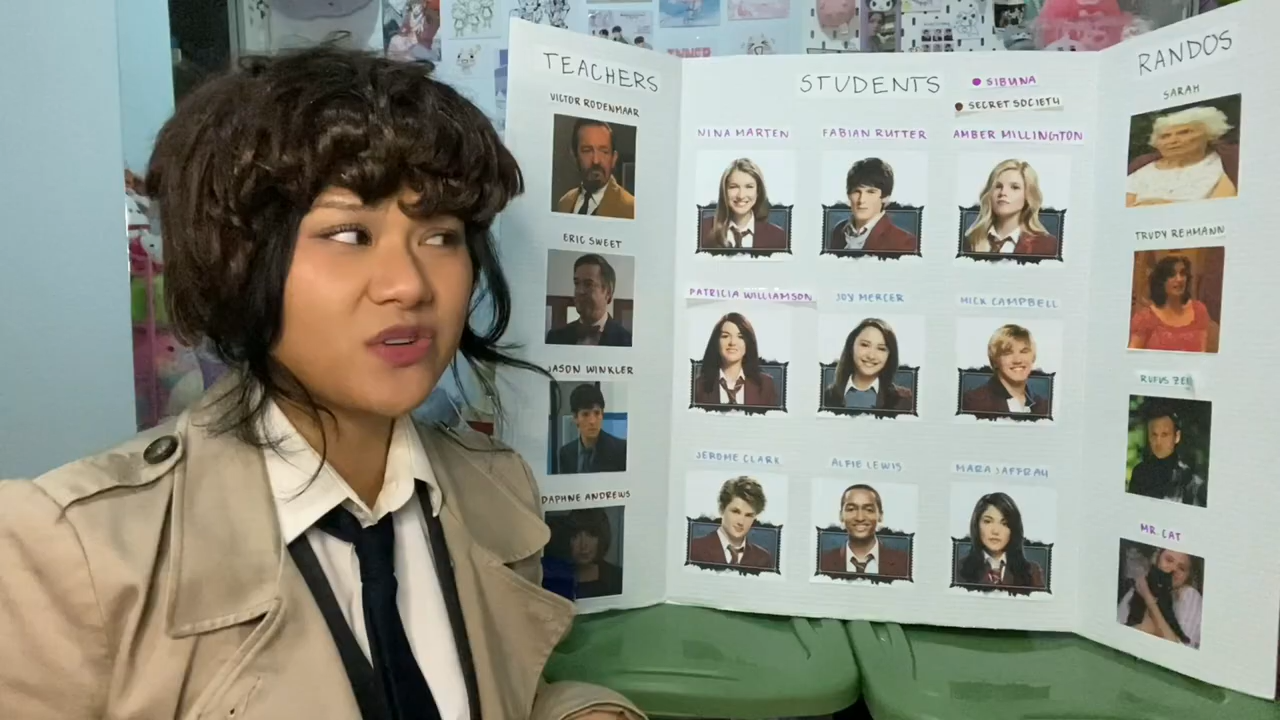 TEACHERS
VICTOR RODENMAAR
ERIC SWEET
JASON WINKLER
DAPHNE ANDREWS
STUDENTS
SIBUNA
SECRET SOCIETY
NINA MARTEN
FABIAN RUTTER
AMBER MILLINGTON
PATRICIA WILLIAMSON
JOY MERCER
MICK CAMPBELL
JEROME CLARK
ALFIE LEWIS
MARA JAFFRAY
RANDOS
SARAH
TRUDY REHMANN
RUFUS ZEN
MR. CAT